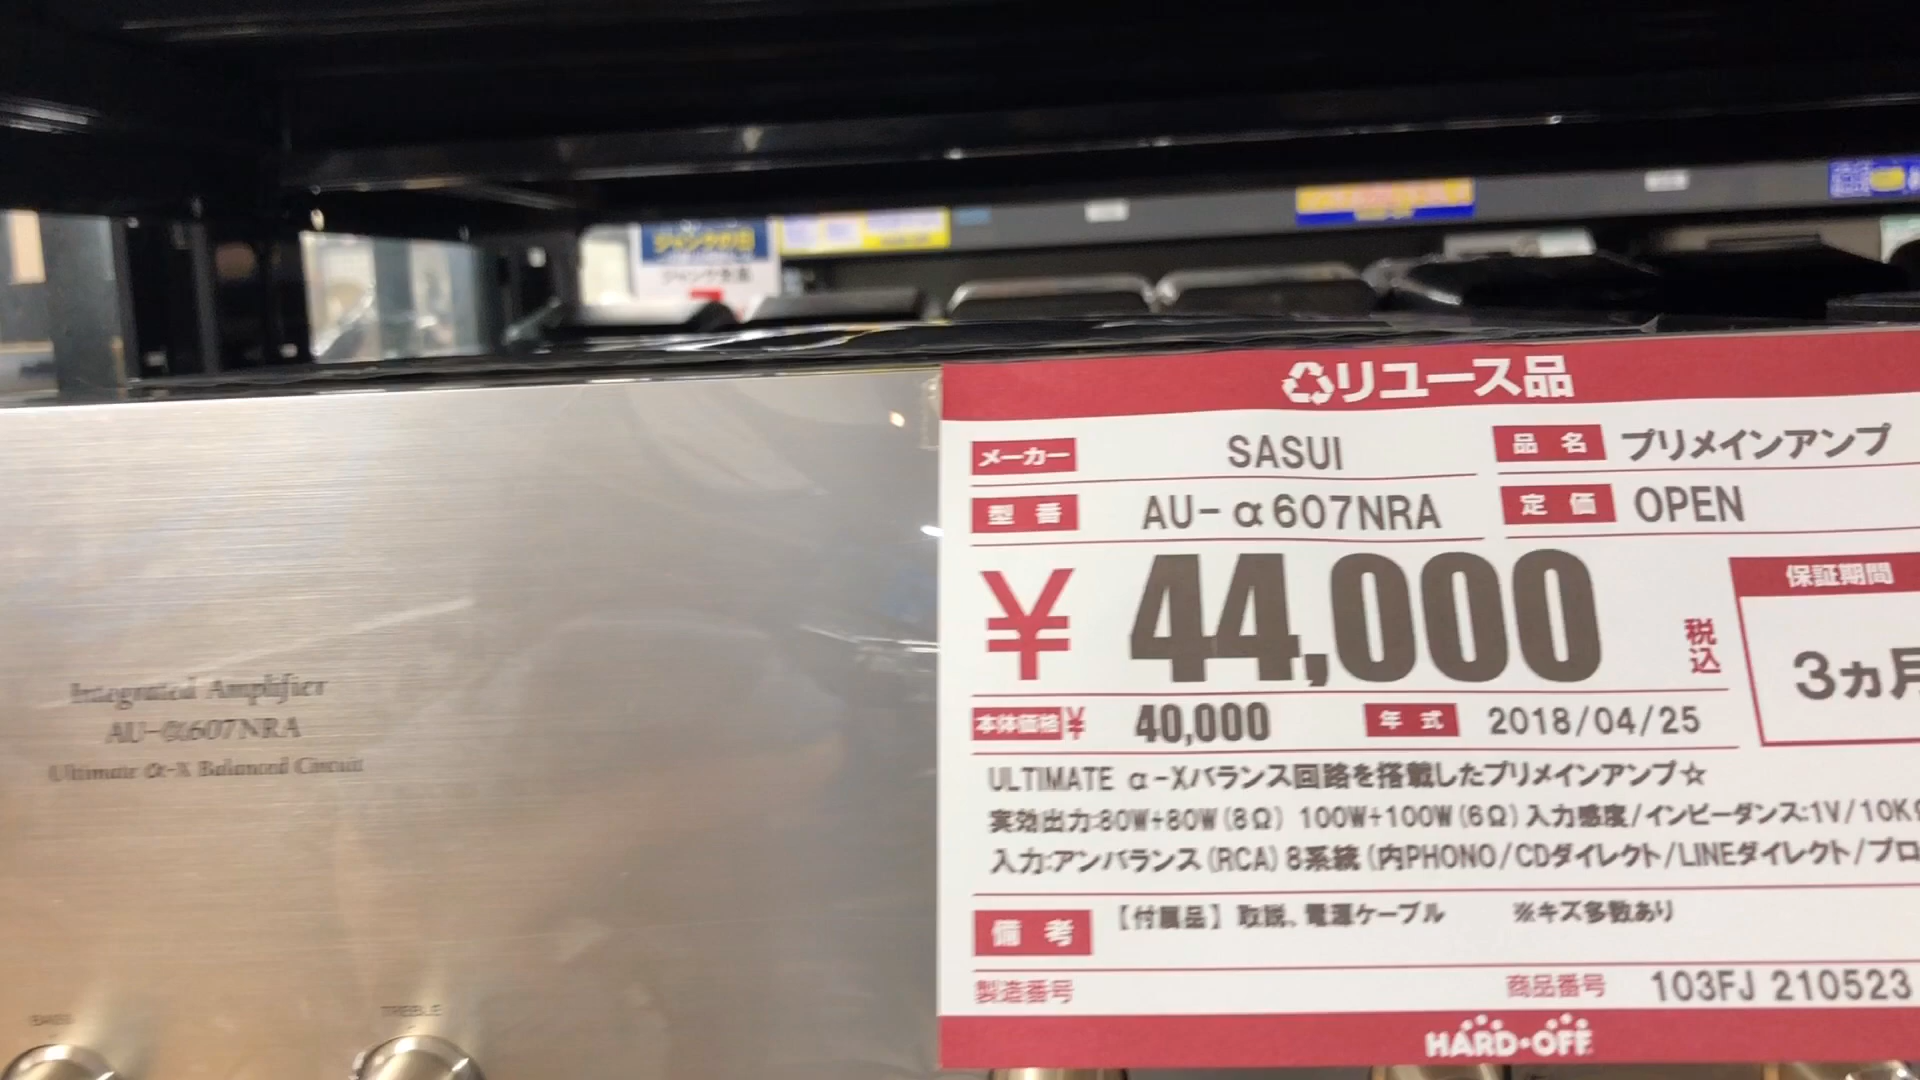 ジャンクの日
リユース品
メーカー SASUI 品名 プリメインアンプ
型番 AU-α607NRA 定価 OPEN
¥44,000 税込
保証期間
3ヵ月
本体価格¥ 40,000 年式 2018/04/25
ULTIMATE α-Xバランス回路を搭載したプリメインアンプ☆
実効出力:80W+80W(8Ω) 100W+100W(6Ω)入力感度/インピーダンス:1V/10KΩ
入力:アンバランス(RCA)8系統(内PHONO/CDダイレクト/LINEダイレクト/プロ
備考 【付属品】取説、電源ケーブル ※キズ多数あり
製造番号 商品番号 103FJ 210523
HARD・OFF
Integrated Amplifier
AU-α607NRA
Ultimate α-X Balanced Circuit
BASS TREBLE